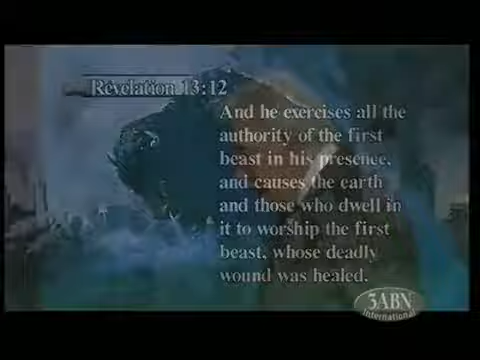 Revelation 13:12
And he exercises all the
authority of the first
beast in his presence,
and causes the earth
and those who dwell in
it to worship the first
beast, whose deadly
wound was healed.
3ABN
International